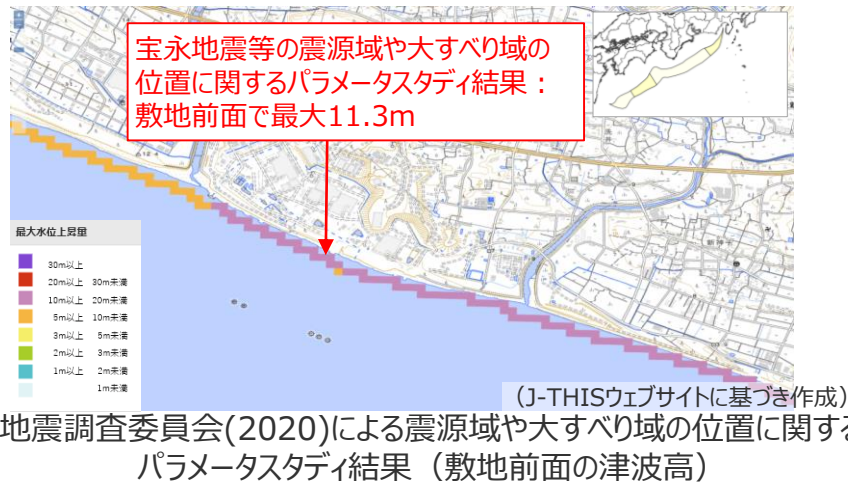 宝永地震等の震源域や大すべり域の
位置に関するパラメータスタディ結果：
敷地前面で最大11.3m
最大水位上昇量
30m以上
20m以上 30m未満
10m以上 20m未満
5m以上 10m未満
3m以上 5m未満
2m以上 3m未満
1m以上 2m未満
1m未満
（J-THISウェブサイトに基づき作成）
地震調査委員会(2020)による震源域や大すべり域の位置に関する
パラメータスタディ結果（敷地前面の津波高）